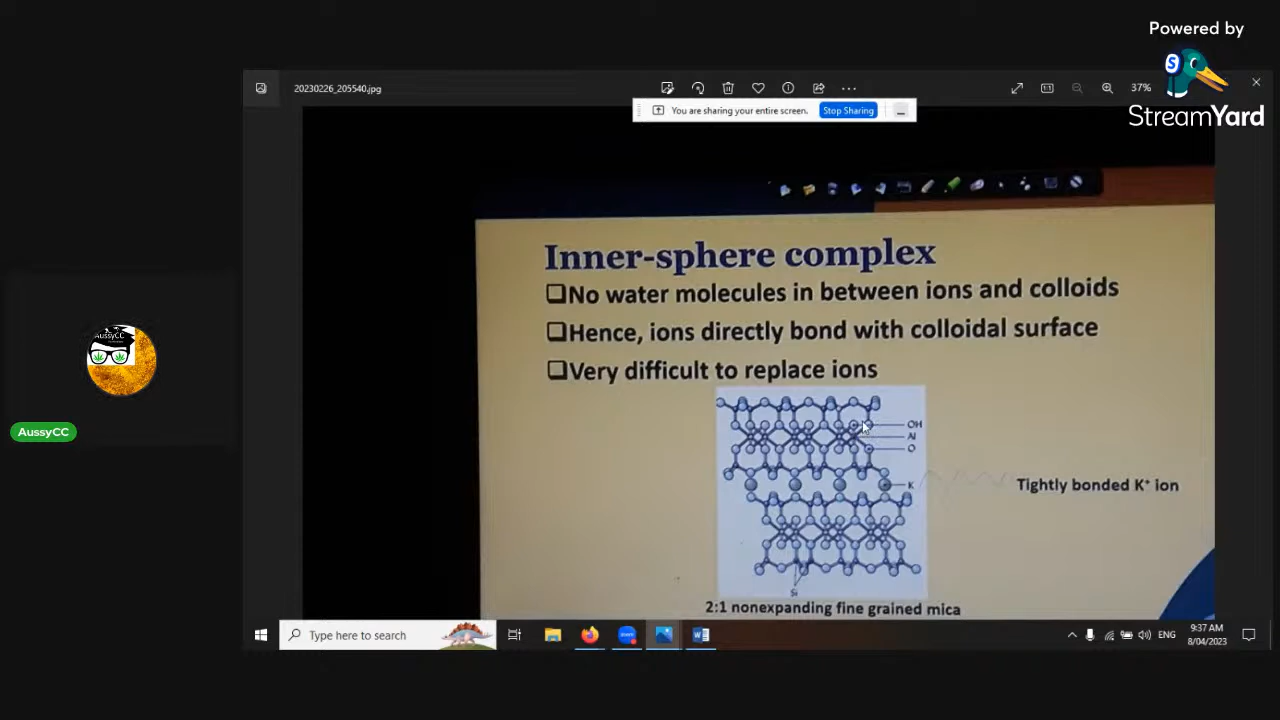 Powered by
StreamYard
20230226_205540.jpg
37%
You are sharing your entire screen.
Stop Sharing
Inner-sphere complex
No water molecules in between ions and colloids
Hence, ions directly bond with colloidal surface
Very difficult to replace ions
OH
Al
O
K
Tightly bonded K⁺ ion
Si
2:1 nonexpanding fine grained mica
AussyCC
AussyCC
Type here to search
zoom
W
ENG
9:37 AM
8/04/2023